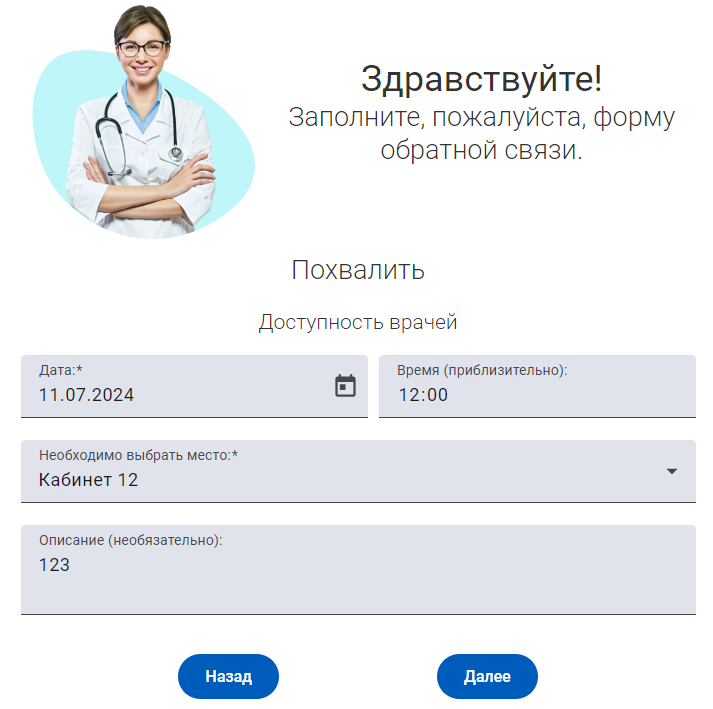 Здравствуйте!
Заполните, пожалуйста, форму
обратной связи.
Похвалить
Доступность врачей
Дата:*
11.07.2024
Время (приблизительно):
12:00
Необходимо выбрать место:*
Кабинет 12
Описание (необязательно):
123
Назад
Далее